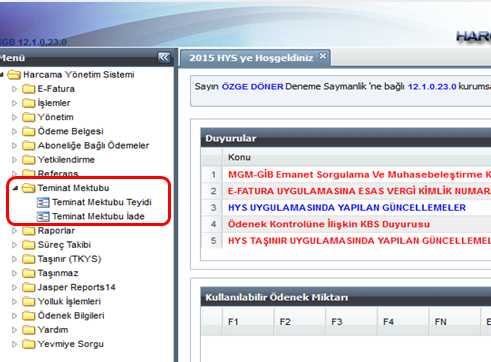 HARC
SGB 12.1.0.23.0
Menü
2015 HYS ye Hoşgeldiniz
Harcama Yönetim Sistemi
E-Fatura
İşlemler
Yönetim
Ödeme Belgesi
Aboneliğe Bağlı Ödemeler
Yetkilendirme
Referans
Teminat Mektubu
Teminat Mektubu Teyidi
Teminat Mektubu İade
Raporlar
Süreç Takibi
Taşınır (TKYS)
Taşınmaz
Jasper Reports14
Yolluk İşlemleri
Ödenek Bilgileri
Yardım
Yevmiye Sorgu
Sayın ÖZGE DÖNER Deneme Saymanlik 'ne bağlı 12.1.0.23.0 kurumsa
Duyurular
Konu
1 MGM-GİB Emanet Sorgulama Ve Muhasebeleştirme K
2 E-FATURA UYGULAMASINA ESAS VERGİ KİMLİK NUMAR
3 HYS UYGULAMASINDA YAPILAN GÜNCELLEMELER
4 Ödenek Kontrolüne İlişkin KBS Duyurusu
5 HYS TAŞINIR UYGULAMASINDA YAPILAN GÜNCELLEMEL
Kullanılabilir Ödenek Miktarı
F1 F2 F3 F4 FN E